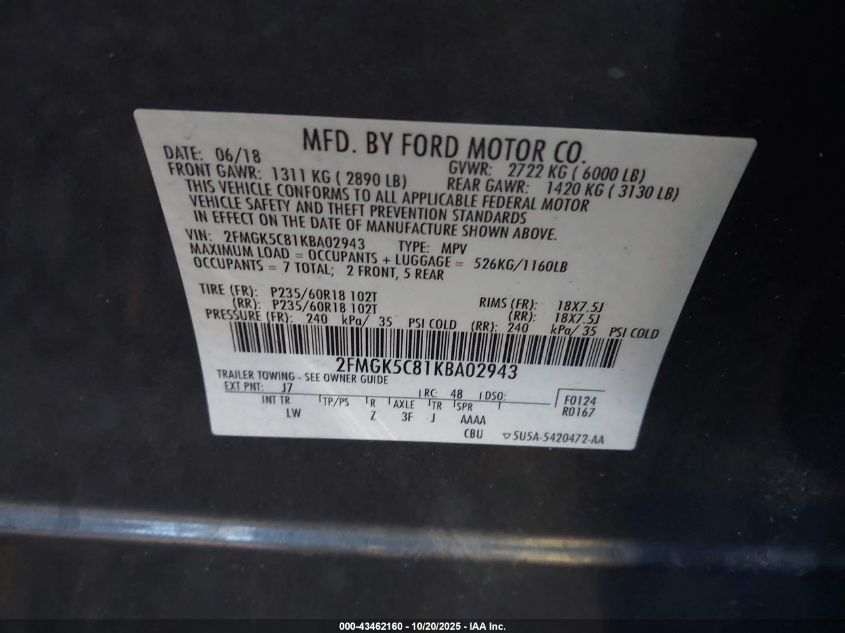 MFD. BY FORD MOTOR CO.
DATE: 06/18 GVWR: 2722 KG ( 6000 LB)
FRONT GAWR: 1311 KG ( 2890 LB) REAR GAWR: 1420 KG ( 3130 LB)
THIS VEHICLE CONFORMS TO ALL APPLICABLE FEDERAL MOTOR
VEHICLE SAFETY AND THEFT PREVENTION STANDARDS
IN EFFECT ON THE DATE OF MANUFACTURE SHOWN ABOVE.
VIN: 2FMGK5C81KBA02943 TYPE: MPV
MAXIMUM LOAD = OCCUPANTS + LUGGAGE = 526KG/1160LB
OCCUPANTS = 7 TOTAL; 2 FRONT, 5 REAR
TIRE (FR): P235/60R18 102T RIMS (FR): 18X7.5J
(RR): P235/60R18 102T (RR): 18X7.5J
PRESSURE (FR): 240 kPa/ 35 PSI COLD (RR): 240 kPa/ 35 PSI COLD
2FMGK5C81KBA02943
TRAILER TOWING - SEE OWNER GUIDE
EXT PNT: J7 RC: 48 DSO: F0124
INT TR TP/PS R AXLE TR SPR R0167
LW Z 3F J AAAA
CBU 5U5A-5420472-AA
000-43462160 - 10/20/2025 - IAA Inc.